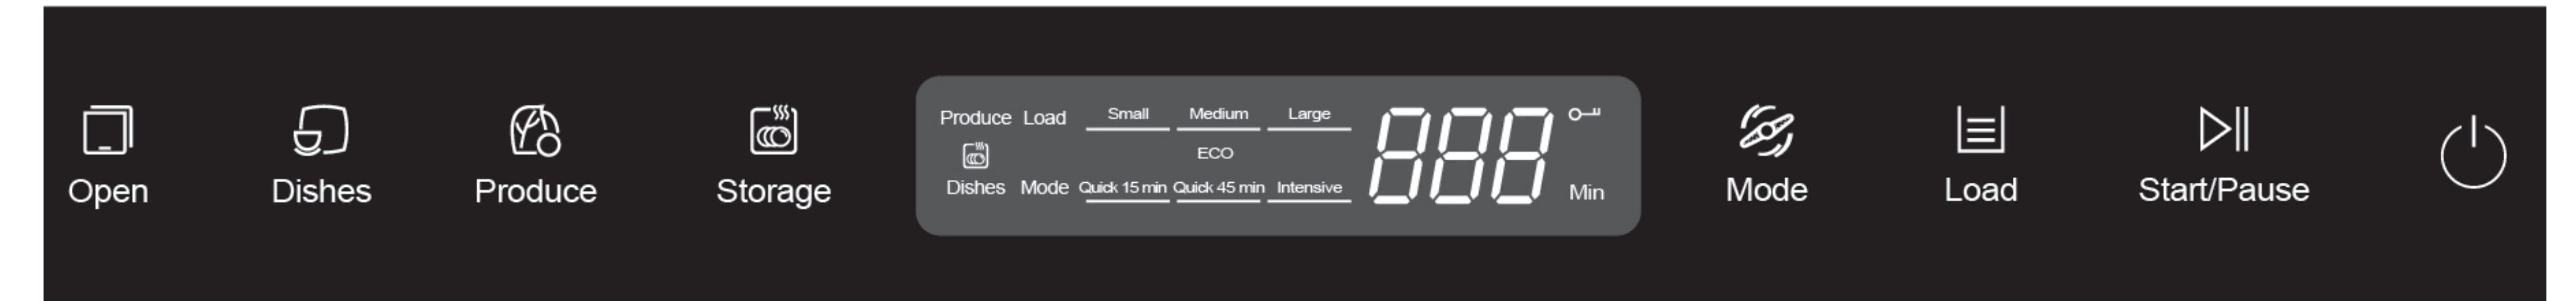 Open
Dishes
Produce
Storage
Produce Load Small Medium Large
ECO
Dishes Mode Quick 15 min Quick 45 min Intensive
888
Min
Mode
Load
Start/Pause